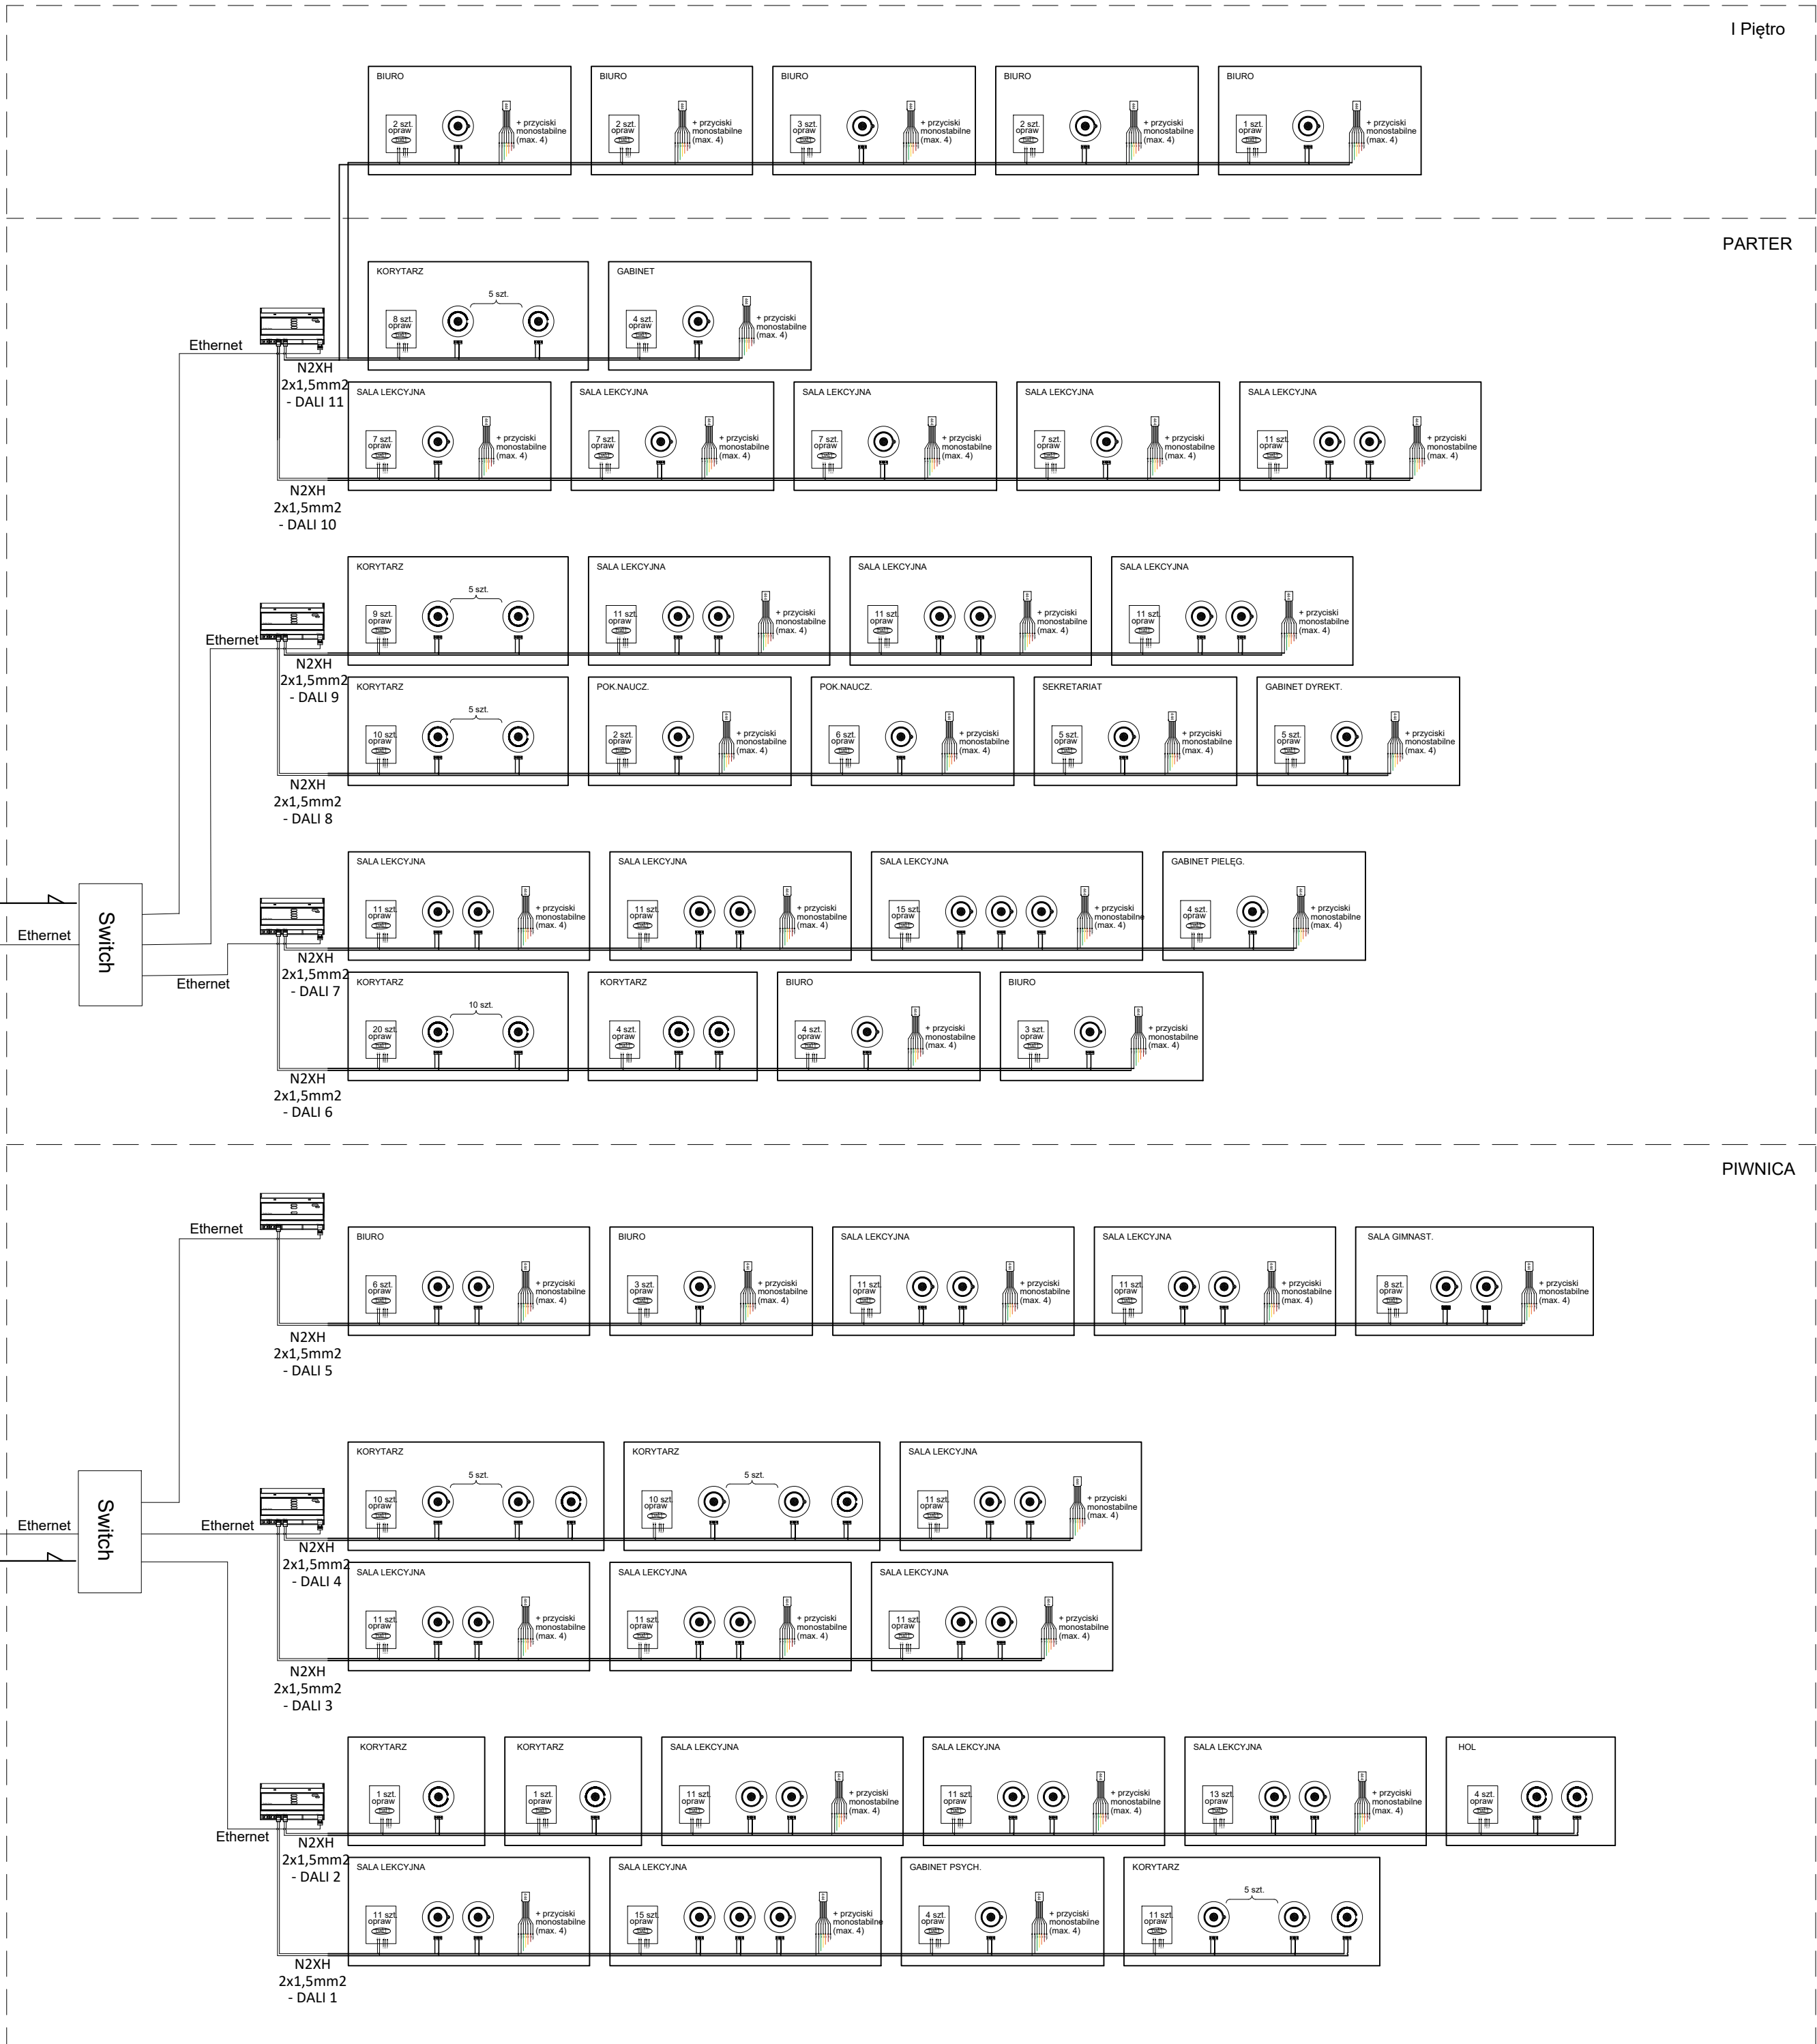 I Piętro
BIURO
2 szt.
opraw
+ przyciski
monostabilne
(max. 4)
BIURO
2 szt.
opraw
+ przyciski
monostabilne
(max. 4)
BIURO
3 szt.
opraw
+ przyciski
monostabilne
(max. 4)
BIURO
2 szt.
opraw
+ przyciski
monostabilne
(max. 4)
BIURO
1 szt.
opraw
+ przyciski
monostabilne
(max. 4)
PARTER
KORYTARZ
8 szt.
opraw
5 szt.
GABINET
4 szt.
opraw
+ przyciski
monostabilne
(max. 4)
Ethernet
N2XH
2x1,5mm2
- DALI 11
SALA LEKCYJNA
7 szt.
opraw
+ przyciski
monostabilne
(max. 4)
SALA LEKCYJNA
7 szt.
opraw
+ przyciski
monostabilne
(max. 4)
SALA LEKCYJNA
7 szt.
opraw
+ przyciski
monostabilne
(max. 4)
SALA LEKCYJNA
7 szt.
opraw
+ przyciski
monostabilne
(max. 4)
SALA LEKCYJNA
11 szt.
opraw
+ przyciski
monostabilne
(max. 4)
N2XH
2x1,5mm2
- DALI 10
KORYTARZ
9 szt.
opraw
5 szt.
SALA LEKCYJNA
11 szt.
opraw
+ przyciski
monostabilne
(max. 4)
SALA LEKCYJNA
11 szt.
opraw
+ przyciski
monostabilne
(max. 4)
SALA LEKCYJNA
11 szt.
opraw
+ przyciski
monostabilne
(max. 4)
Ethernet
N2XH
2x1,5mm2
- DALI 9
KORYTARZ
10 szt.
opraw
5 szt.
POK.NAUCZ.
2 szt.
opraw
+ przyciski
monostabilne
(max. 4)
POK.NAUCZ.
6 szt.
opraw
+ przyciski
monostabilne
(max. 4)
SEKRETARIAT
5 szt.
opraw
+ przyciski
monostabilne
(max. 4)
GABINET DYREKT.
5 szt.
opraw
+ przyciski
monostabilne
(max. 4)
N2XH
2x1,5mm2
- DALI 8
SALA LEKCYJNA
11 szt.
opraw
+ przyciski
monostabilne
(max. 4)
SALA LEKCYJNA
11 szt.
opraw
+ przyciski
monostabilne
(max. 4)
SALA LEKCYJNA
15 szt.
opraw
+ przyciski
monostabilne
(max. 4)
GABINET PIELĘG.
4 szt.
opraw
+ przyciski
monostabilne
(max. 4)
Switch
Ethernet
Ethernet
N2XH
2x1,5mm2
- DALI 7
KORYTARZ
20 szt.
opraw
10 szt.
KORYTARZ
4 szt.
opraw
BIURO
4 szt.
opraw
+ przyciski
monostabilne
(max. 4)
BIURO
3 szt.
opraw
+ przyciski
monostabilne
(max. 4)
N2XH
2x1,5mm2
- DALI 6
PIWNICA
Ethernet
BIURO
6 szt.
opraw
+ przyciski
monostabilne
(max. 4)
BIURO
3 szt.
opraw
+ przyciski
monostabilne
(max. 4)
SALA LEKCYJNA
11 szt.
opraw
+ przyciski
monostabilne
(max. 4)
SALA LEKCYJNA
11 szt.
opraw
+ przyciski
monostabilne
(max. 4)
SALA GIMNAST.
8 szt.
opraw
+ przyciski
monostabilne
(max. 4)
N2XH
2x1,5mm2
- DALI 5
KORYTARZ
10 szt.
opraw
5 szt.
KORYTARZ
10 szt.
opraw
5 szt.
SALA LEKCYJNA
11 szt.
opraw
+ przyciski
monostabilne
(max. 4)
Ethernet
Switch
Ethernet
N2XH
2x1,5mm2
- DALI 4
SALA LEKCYJNA
11 szt.
opraw
+ przyciski
monostabilne
(max. 4)
SALA LEKCYJNA
11 szt.
opraw
+ przyciski
monostabilne
(max. 4)
SALA LEKCYJNA
11 szt.
opraw
+ przyciski
monostabilne
(max. 4)
N2XH
2x1,5mm2
- DALI 3
KORYTARZ
1 szt.
opraw
KORYTARZ
1 szt.
opraw
SALA LEKCYJNA
11 szt.
opraw
+ przyciski
monostabilne
(max. 4)
SALA LEKCYJNA
11 szt.
opraw
+ przyciski
monostabilne
(max. 4)
SALA LEKCYJNA
13 szt.
opraw
+ przyciski
monostabilne
(max. 4)
HOL
4 szt.
opraw
Ethernet
N2XH
2x1,5mm2
- DALI 2
SALA LEKCYJNA
11 szt.
opraw
+ przyciski
monostabilne
(max. 4)
SALA LEKCYJNA
15 szt.
opraw
+ przyciski
monostabilne
(max. 4)
GABINET PSYCH.
4 szt.
opraw
+ przyciski
monostabilne
(max. 4)
KORYTARZ
11 szt.
opraw
5 szt.
N2XH
2x1,5mm2
- DALI 1